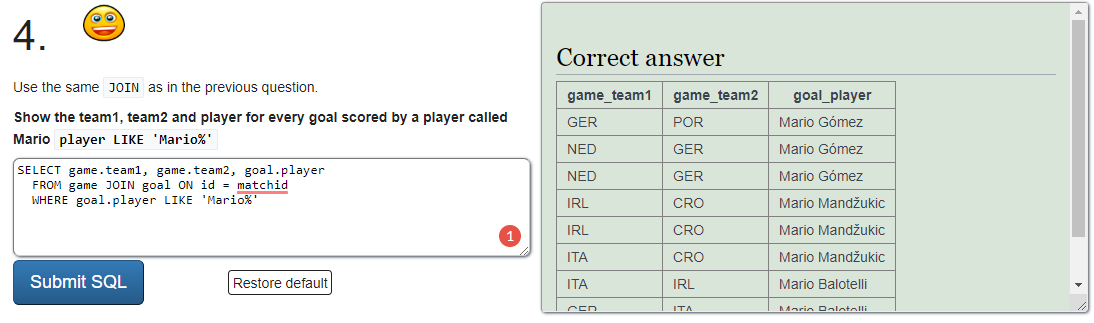 4.
Use the same JOIN as in the previous question.
Show the team1, team2 and player for every goal scored by a player called
Mario player LIKE 'Mario%'
SELECT game.team1, game.team2, goal.player
FROM game JOIN goal ON id = matchid
WHERE goal.player LIKE 'Mario%'
1
Submit SQL
Restore default
Correct answer
game_team1 game_team2 goal_player
GER POR Mario Gómez
NED GER Mario Gómez
NED GER Mario Gómez
IRL CRO Mario Mandžukic
IRL CRO Mario Mandžukic
ITA CRO Mario Mandžukic
ITA IRL Mario Balotelli
GER ITA Mario Balotelli